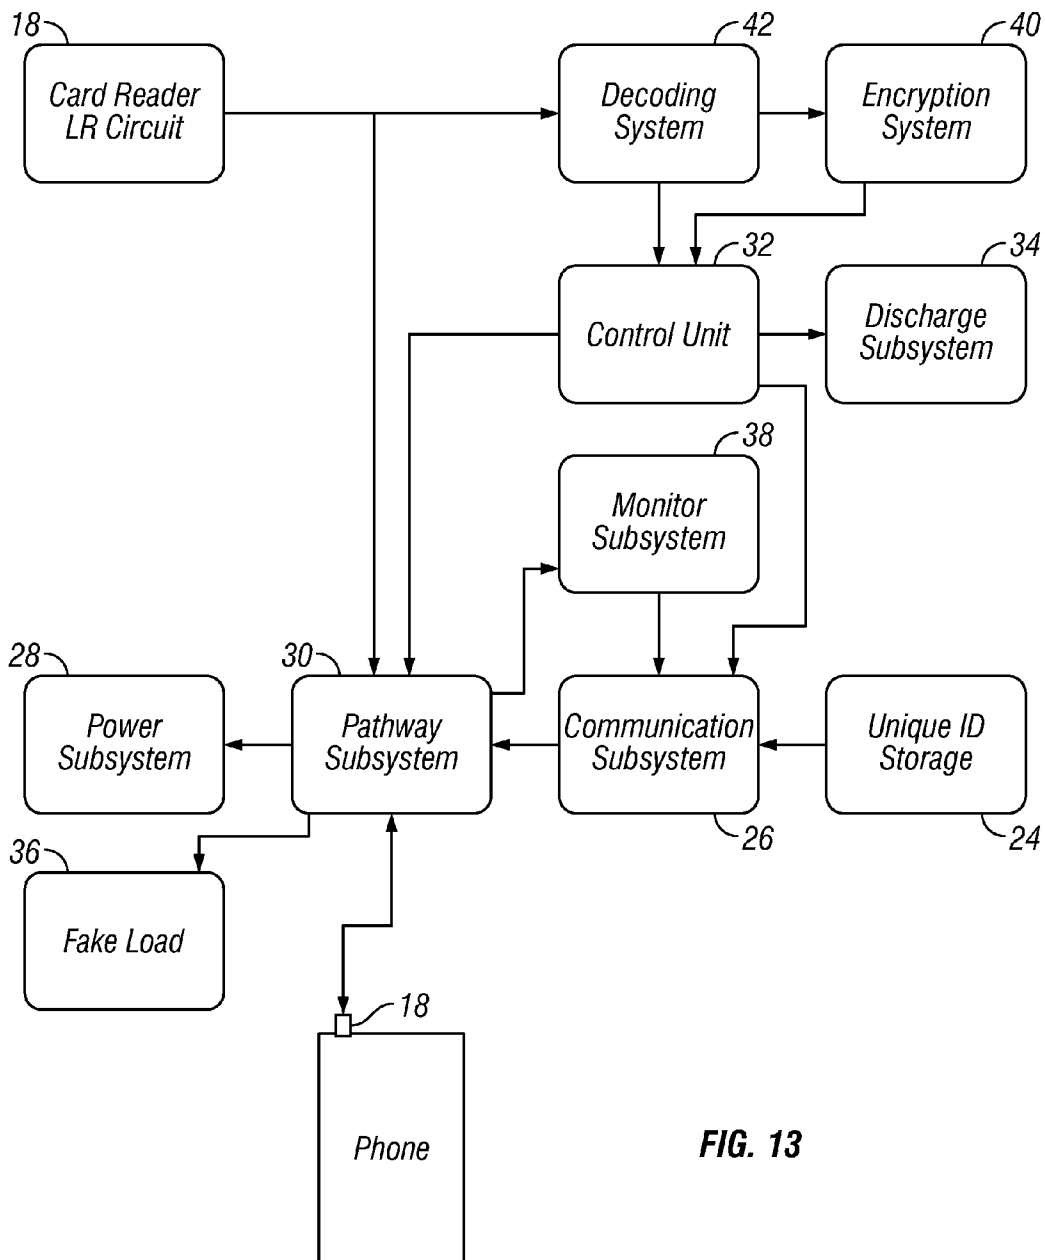 18
42
40
Card Reader
LR Circuit
Decoding
System
Encryption
System
32
34
Control Unit
Discharge
Subsystem
38
Monitor
Subsystem
28
30
Power
Subsystem
Pathway
Subsystem
Communication
Subsystem
Unique ID
Storage
26
24
36
Fake Load
18
Phone
FIG. 13